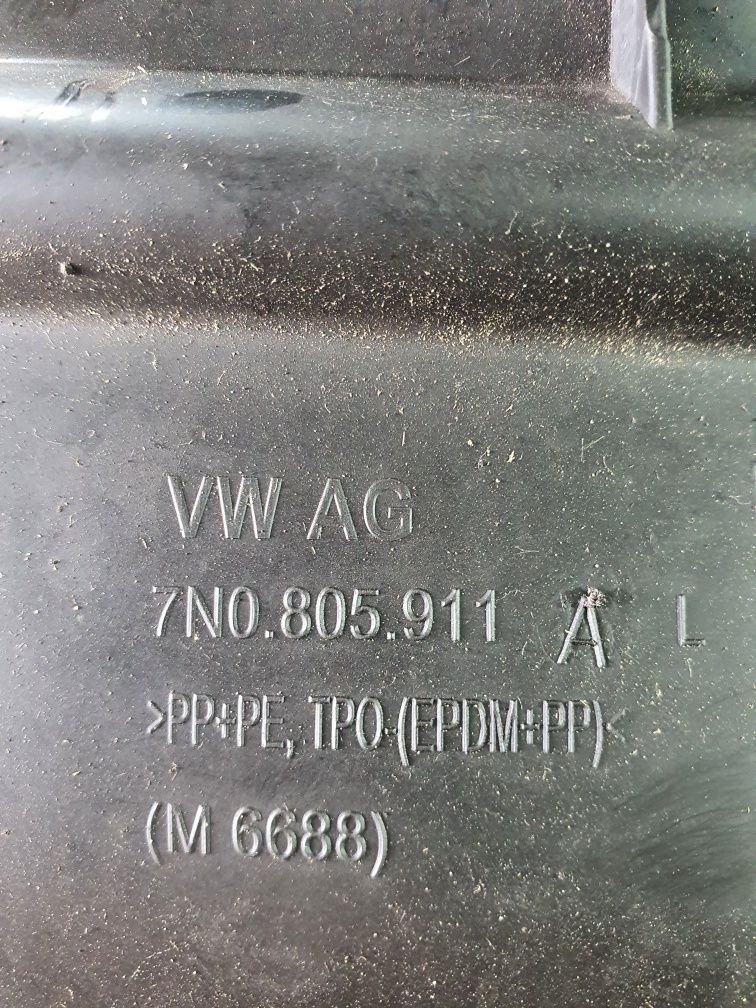 VW AG
7N0.805.911 A L
>PP+PE, TPO-(EPDM+PP)<
(M 6688)